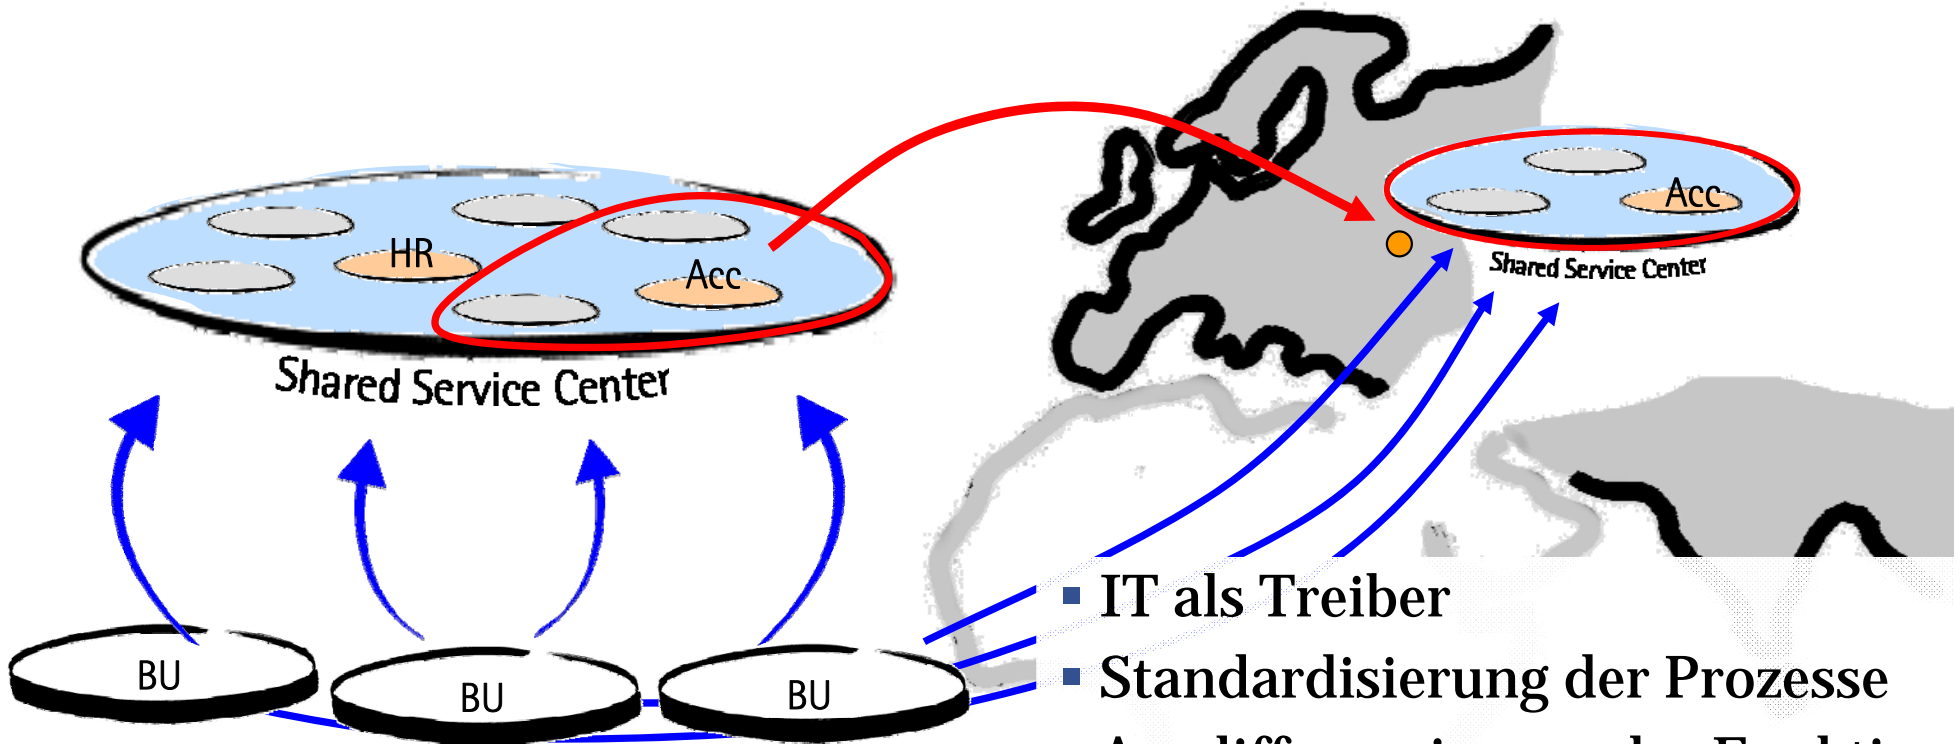 HR
Acc
Shared Service Center
Acc
Shared Service Center
BU
BU
BU
IT als Treiber
Standardisierung der Prozesse